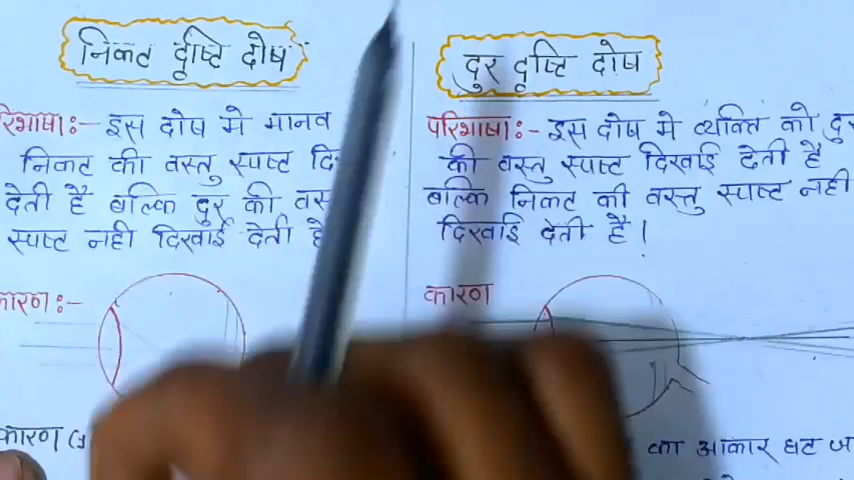 निकट दृष्टि दोष
रिभाषा:- इस दोष मे मानव
निकट की वस्तु स्पष्ट
देती है बल्कि दुर की
स्पष्ट नही दिखाई देती
कारण:-
कारण
दुर दृष्टि दोष
परिभाषा:- इस दोष मे व्यक्ति को दुर
की वस्तु स्पष्ट दिखाई देती है
बल्कि निकट की वस्तु स्पष्ट नही
दिखाई देती है।
कारण
का आकार घट